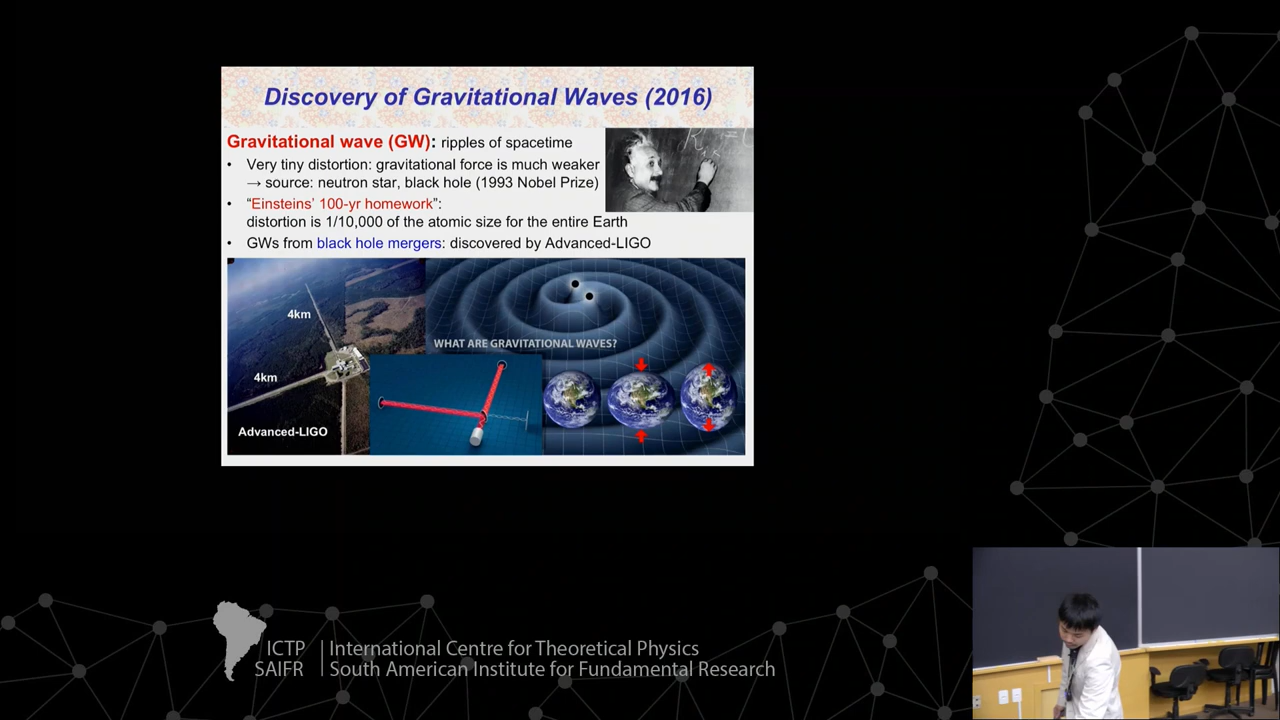 Discovery of Gravitational Waves (2016)
Gravitational wave (GW): ripples of spacetime
• Very tiny distortion: gravitational force is much weaker
→ source: neutron star, black hole (1993 Nobel Prize)
• “Einsteins’ 100-yr homework”:
distortion is 1/10,000 of the atomic size for the entire Earth
• GWs from black hole mergers: discovered by Advanced-LIGO
4km
4km
Advanced-LIGO
WHAT ARE GRAVITATIONAL WAVES?
ICTP
SAIFR
International Centre for Theoretical Physics
South American Institute for Fundamental Research